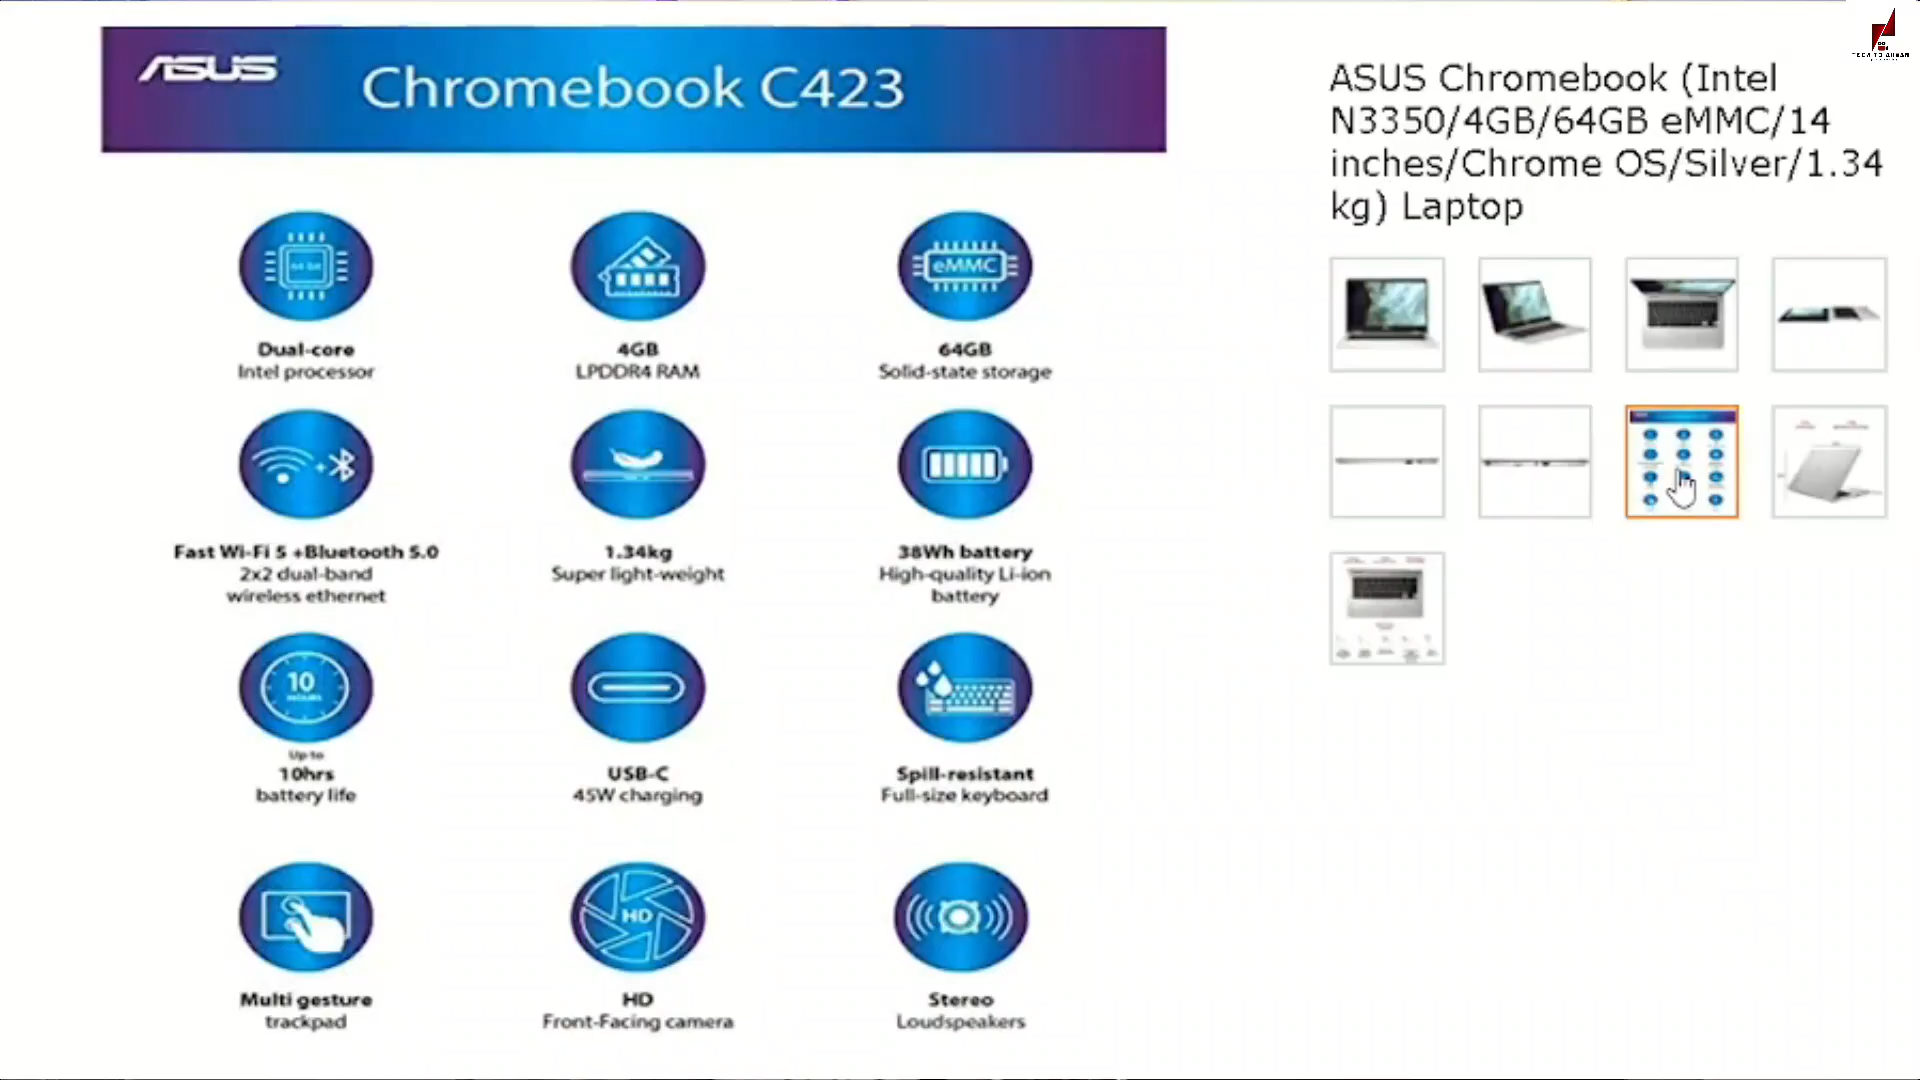 ASUS
Chromebook C423
64 bit
eMMC
Dual-core
Intel processor
4GB
LPDDR4 RAM
64GB
Solid-state storage
Fast Wi-Fi 5 +Bluetooth 5.0
2x2 dual-band
wireless ethernet
1.34kg
Super light-weight
38Wh battery
High-quality Li-ion
battery
10
HOURS
Up to
10hrs
battery life
USB-C
45W charging
Spill-resistant
Full-size keyboard
Multi gesture
trackpad
HD
HD
Front-Facing camera
Stereo
Loudspeakers
ASUS Chromebook (Intel
N3350/4GB/64GB eMMC/14
inches/Chrome OS/Silver/1.34
kg) Laptop